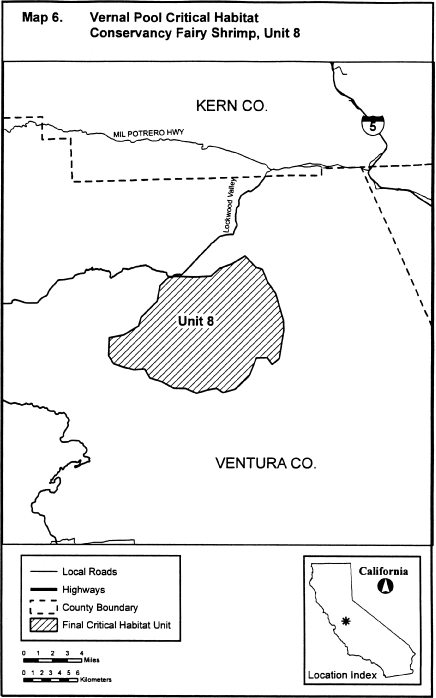 Map 6. Vernal Pool Critical Habitat
Conservancy Fairy Shrimp, Unit 8
KERN CO.
5
MIL POTRERO HWY
Lockwood Valley
Unit 8
VENTURA CO.
Local Roads
Highways
County Boundary
Final Critical Habitat Unit
California
N
Location Index
0 1 2 3 4
Miles
0 1 2 3 4 5 6
Kilometers